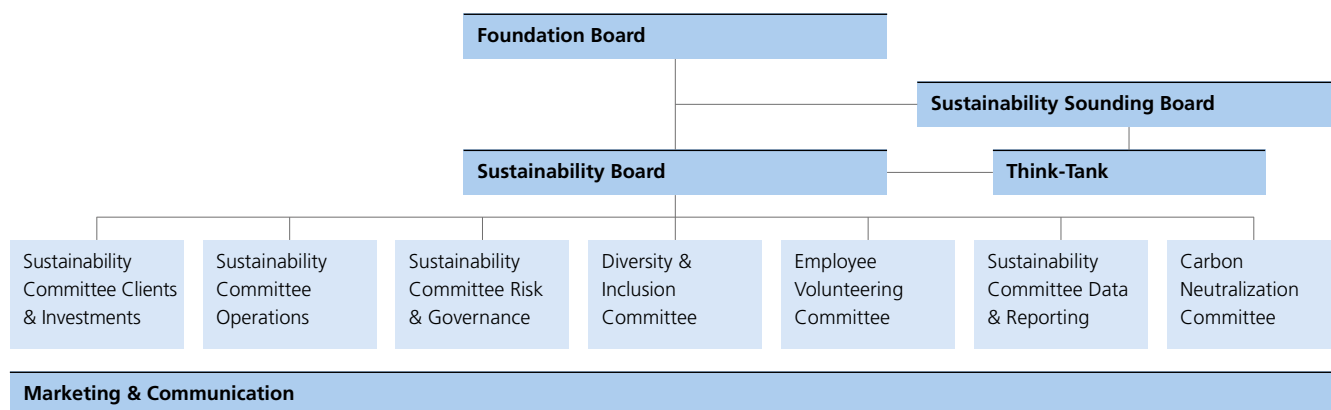 Foundation Board
Sustainability Sounding Board
Sustainability Board
Think-Tank
Sustainability
Committee Clients
& Investments
Sustainability
Committee
Operations
Sustainability
Committee Risk
& Governance
Diversity &
Inclusion
Committee
Employee
Volunteering
Committee
Sustainability
Committee Data
& Reporting
Carbon
Neutralization
Committee
Marketing & Communication